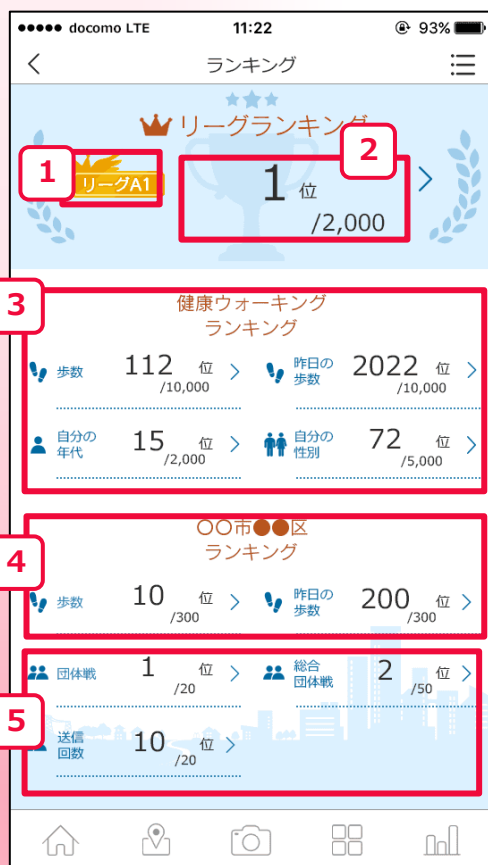 docomo LTE 11:22 93%
ランキング
リーグランキング
1
リーグA1
2
1 位
/2,000
3
健康ウォーキング
ランキング
歩数 112 位
/10,000
昨日の
歩数
2022 位
/10,000
自分の
年代
15 位
/2,000
自分の
性別
72 位
/5,000
4
〇〇市●●区
ランキング
歩数 10 位
/300
昨日の
歩数
200 位
/300
5
団体戦 1 位
/20
総合
団体戦
2 位
/50
送信
回数
10 位
/20